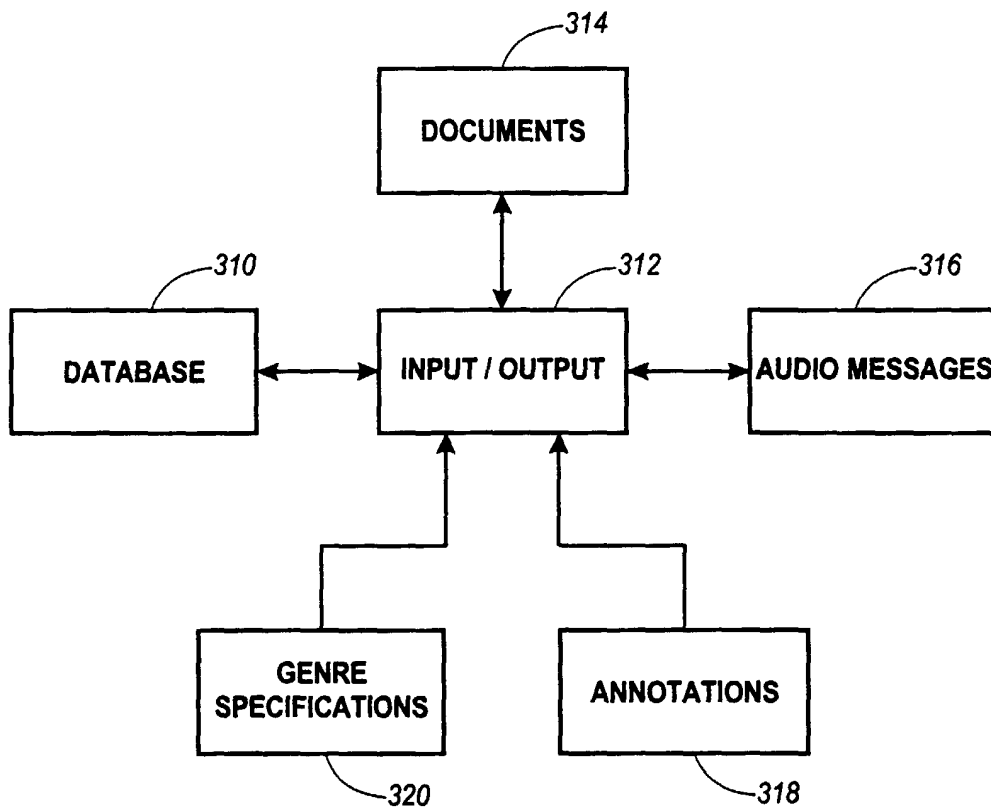 314
DOCUMENTS
310
312
316
DATABASE
INPUT / OUTPUT
AUDIO MESSAGES
GENRE
SPECIFICATIONS
ANNOTATIONS
320
318